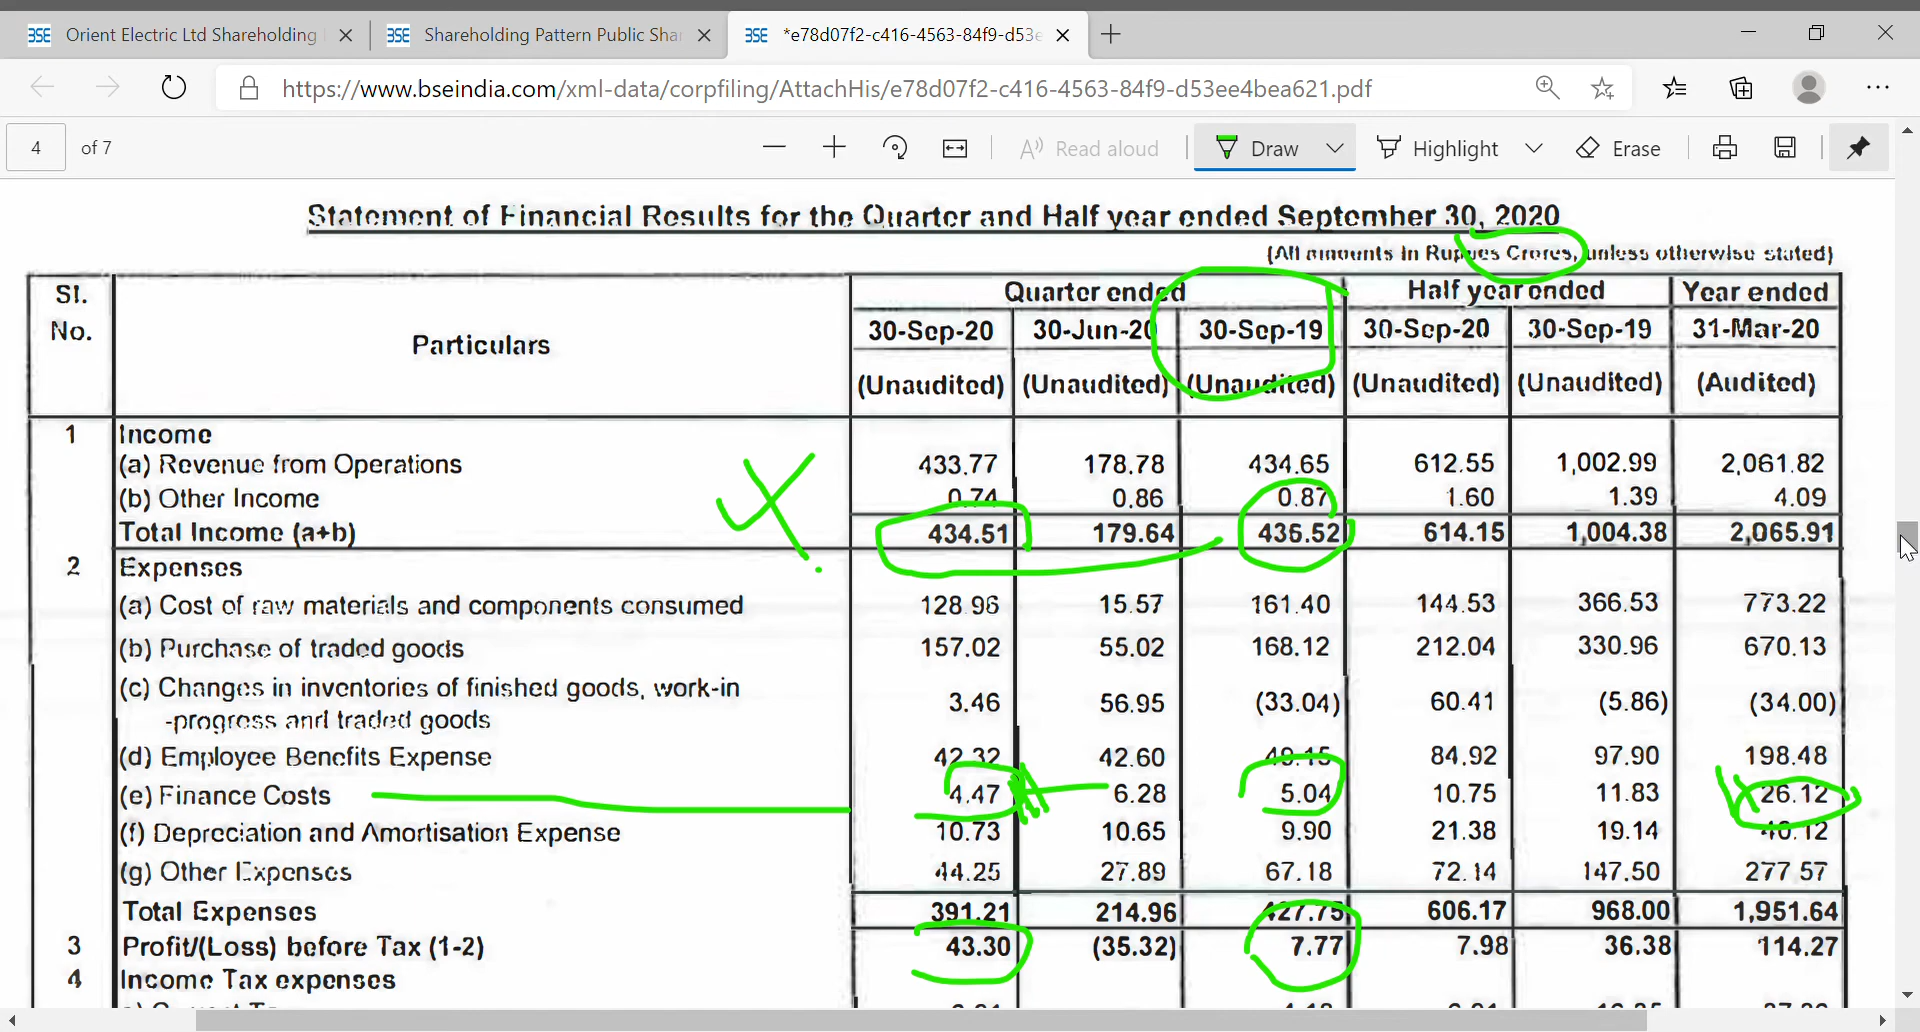 Orient Electric Ltd Shareholding
Shareholding Pattern Public Sha
*e78d07f2-c416-4563-84f9-d53e
https://www.bseindia.com/xml-data/corpfiling/AttachHis/e78d07f2-c416-4563-84f9-d53ee4bea621.pdf
4 of 7 Read aloud Draw Highlight Erase
Statement of Financial Results for the Quarter and Half year ended September 30, 2020
(All amounts in Rupees Crores, unless otherwise stated)
Sl. No. Particulars Quarter ended Half year ended Year ended
30-Sep-20 30-Jun-20 30-Sep-19 30-Sep-20 30-Sep-19 31-Mar-20
(Unaudited) (Unaudited) (Unaudited) (Unaudited) (Unaudited) (Audited)
1 Income
(a) Revenue from Operations 433.77 178.78 434.65 612.55 1,002.99 2,061.82
(b) Other Income 0.74 0.86 0.87 1.60 1.39 4.09
Total Income (a+b) 434.51 179.64 435.52 614.15 1,004.38 2,065.91
2 Expenses
(a) Cost of raw materials and components consumed 128.96 15.57 161.40 144.53 366.53 773.22
(b) Purchase of traded goods 157.02 55.02 168.12 212.04 330.96 670.13
(c) Changes in inventories of finished goods, work-in
-progress and traded goods 3.46 56.95 (33.04) 60.41 (5.86) (34.00)
(d) Employee Benefits Expense 42.32 42.60 49.15 84.92 97.90 198.48
(e) Finance Costs 4.47 6.28 5.04 10.75 11.83 26.12
(f) Depreciation and Amortisation Expense 10.73 10.65 9.90 21.38 19.14 40.12
(g) Other Expenses 44.25 27.89 67.18 72.14 147.50 277.57
Total Expenses 391.21 214.96 427.75 606.17 968.00 1,951.64
3 Profit/(Loss) before Tax (1-2) 43.30 (35.32) 7.77 7.98 36.38 114.27
4 Income Tax expenses